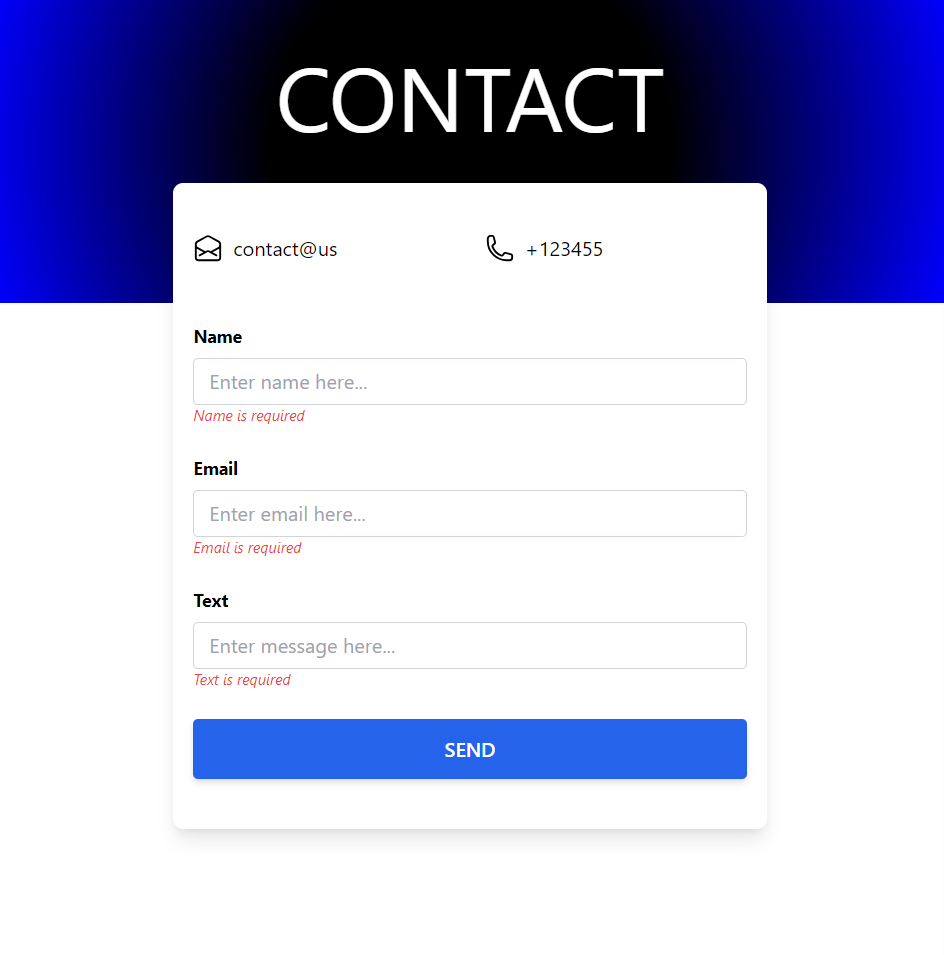 CONTACT
contact@us +123455
Name
Enter name here...
Name is required
Email
Enter email here...
Email is required
Text
Enter message here...
Text is required
SEND